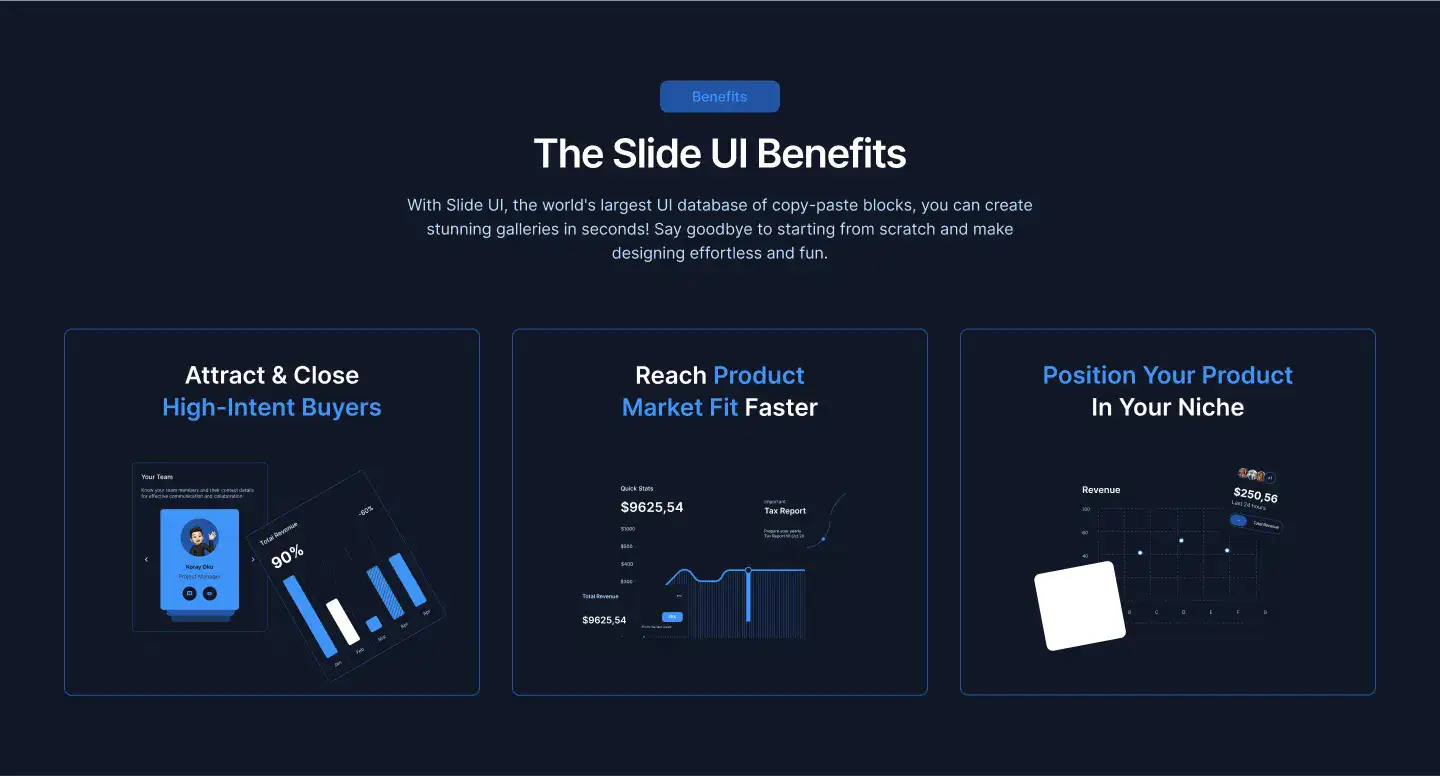 Benefits
The Slide UI Benefits
With Slide UI, the world's largest UI database of copy-paste blocks, you can create
stunning galleries in seconds! Say goodbye to starting from scratch and make
designing effortless and fun.
Attract & Close
High-Intent Buyers
Your Team
Know your team members and their contact details
for effective communication and collaboration
Koray Oku
Project Manager
Total Revenue
90%
-60%
Jan
Feb
Mar
Apr
Apr
Reach Product
Market Fit Faster
Quick Stats
$9625,54
$1000
$500
$400
$300
Important
Tax Report
Prepare your yearly
Tax Report till Oct 24
Total Revenue
$9625,54
Position Your Product
In Your Niche
Revenue
100
60
40
B
C
D
E
F
+1
$250,56
Last 24 hours
Total Revenue